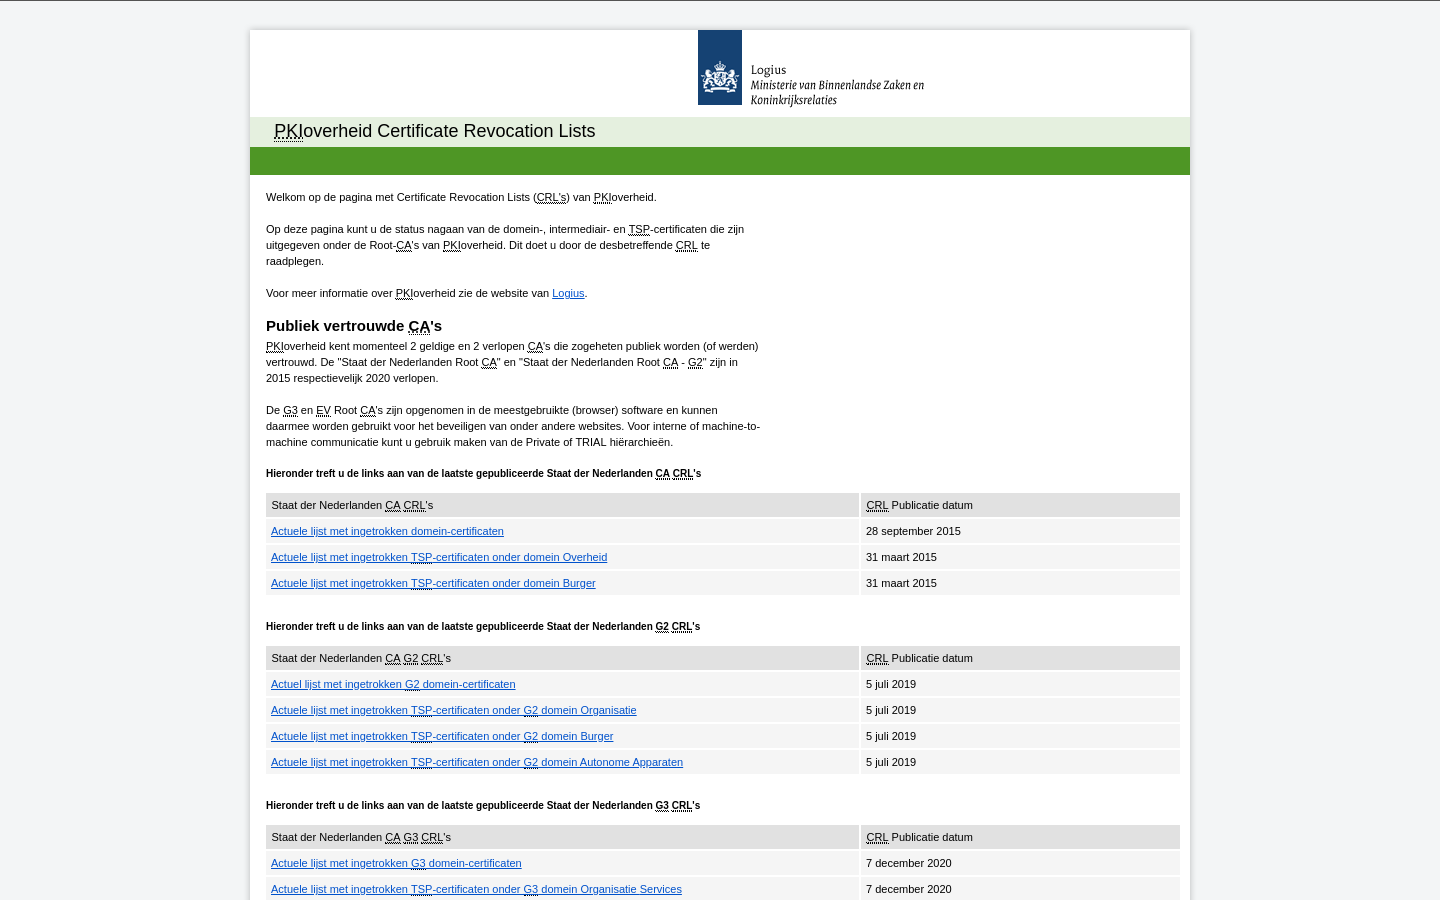 Logius
Ministerie van Binnenlandse Zaken en
Koninkrijksrelaties
PKIoverheid Certificate Revocation Lists
Welkom op de pagina met Certificate Revocation Lists (CRL's) van PKIoverheid.
Op deze pagina kunt u de status nagaan van de domein-, intermediair- en TSP-certificaten die zijn
uitgegeven onder de Root-CA's van PKIoverheid. Dit doet u door de desbetreffende CRL te
raadplegen.
Voor meer informatie over PKIoverheid zie de website van Logius.
Publiek vertrouwde CA's
PKIoverheid kent momenteel 2 geldige en 2 verlopen CA's die zogeheten publiek worden (of werden)
vertrouwd. De "Staat der Nederlanden Root CA" en "Staat der Nederlanden Root CA - G2" zijn in
2015 respectievelijk 2020 verlopen.
De G3 en EV Root CA's zijn opgenomen in de meestgebruikte (browser) software en kunnen
daarmee worden gebruikt voor het beveiligen van onder andere websites. Voor interne of machine-to-
machine communicatie kunt u gebruik maken van de Private of TRIAL hiërarchieën.
Hieronder treft u de links aan van de laatste gepubliceerde Staat der Nederlanden CA CRL's
Staat der Nederlanden CA CRL's CRL Publicatie datum
Actuele lijst met ingetrokken domein-certificaten 28 september 2015
Actuele lijst met ingetrokken TSP-certificaten onder domein Overheid 31 maart 2015
Actuele lijst met ingetrokken TSP-certificaten onder domein Burger 31 maart 2015
Hieronder treft u de links aan van de laatste gepubliceerde Staat der Nederlanden G2 CRL's
Staat der Nederlanden CA G2 CRL's CRL Publicatie datum
Actuel lijst met ingetrokken G2 domein-certificaten 5 juli 2019
Actuele lijst met ingetrokken TSP-certificaten onder G2 domein Organisatie 5 juli 2019
Actuele lijst met ingetrokken TSP-certificaten onder G2 domein Burger 5 juli 2019
Actuele lijst met ingetrokken TSP-certificaten onder G2 domein Autonome Apparaten 5 juli 2019
Hieronder treft u de links aan van de laatste gepubliceerde Staat der Nederlanden G3 CRL's
Staat der Nederlanden CA G3 CRL's CRL Publicatie datum
Actuele lijst met ingetrokken G3 domein-certificaten 7 december 2020
Actuele lijst met ingetrokken TSP-certificaten onder G3 domein Organisatie Services 7 december 2020